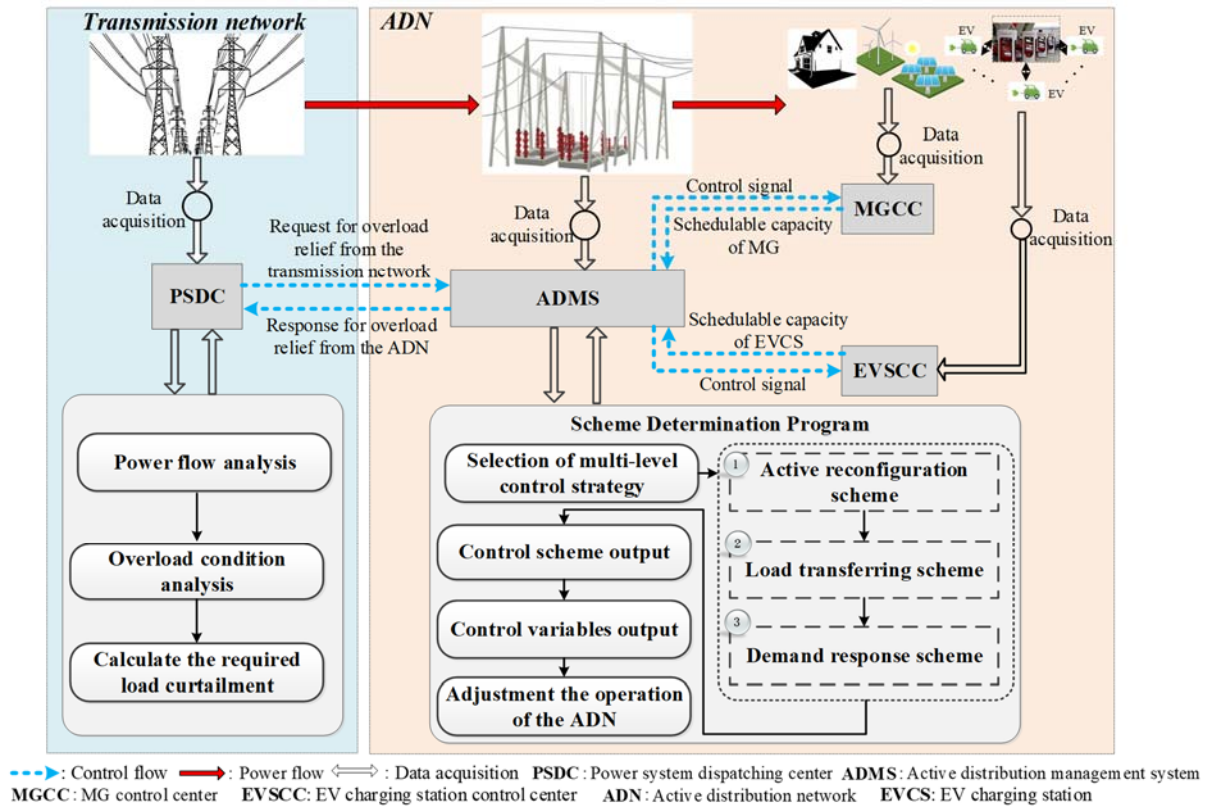 Transmission network
ADN
EV
EV
EV
Data
acquisition
Data
acquisition
Data
acquisition
Data
acquisition
Control signal
Schedulable capacity
of MG
MGCC
Request for overload
relief from the
transmission network
PSDC
ADMS
Response for overload
relief from the ADN
Schedulable capacity
of EVCS
EVSCC
Control signal
Power flow analysis
Overload condition
analysis
Calculate the required
load curtailment
Scheme Determination Program
Selection of multi-level
control strategy
Control scheme output
Control variables output
Adjustment the operation
of the ADN
1
Active reconfiguration
scheme
2
Load transferring scheme
3
Demand response scheme
: Control flow : Power flow : Data acquisition PSDC : Power system dispatching center ADMS : Active distribution management system
MGCC : MG control center EVSCC : EV charging station control center ADN : Active distribution network EVCS : EV charging station